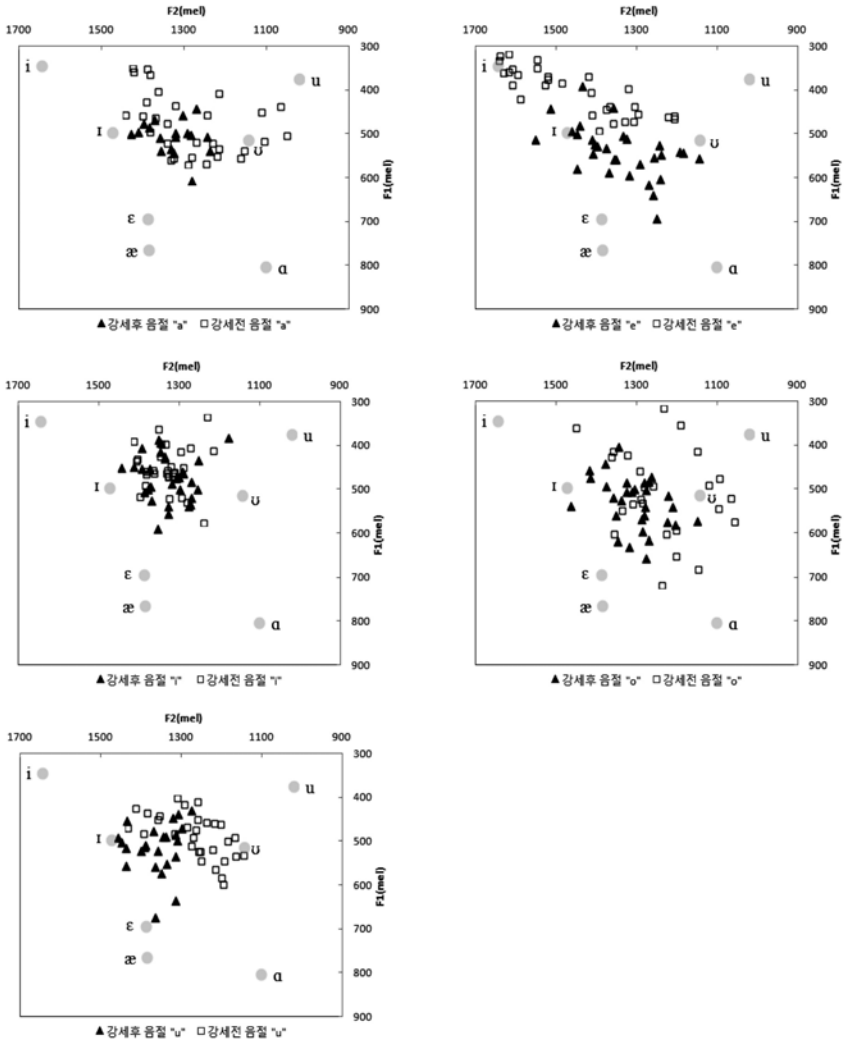 F2(mel)
1700 1500 1300 1100 900
300
400
500
600
700
800
900
F1(mel)
i
u
ɪ
ʊ
ɛ
æ
ɑ
▲강세후 음절 "a" □강세전 음절 "a"
F2(mel)
1700 1500 1300 1100 900
300
400
500
600
700
800
900
F1(mel)
i
u
ɪ
ʊ
ɛ
æ
ɑ
▲강세후 음절 "e" □강세전 음절 "e"
F2(mel)
1700 1500 1300 1100 900
300
400
500
600
700
800
900
F1(mel)
i
u
ɪ
ʊ
ɛ
æ
ɑ
▲강세후 음절 "i" □강세전 음절 "i"
F2(mel)
1700 1500 1300 1100 900
300
400
500
600
700
800
900
F1(mel)
i
u
ɪ
ʊ
ɛ
æ
ɑ
▲강세후 음절 "o" □강세전 음절 "o"
F2(mel)
1700 1500 1300 1100 900
300
400
500
600
700
800
900
F1(mel)
i
u
ɪ
ʊ
ɛ
æ
ɑ
▲강세후 음절 "u" □강세전 음절 "u"